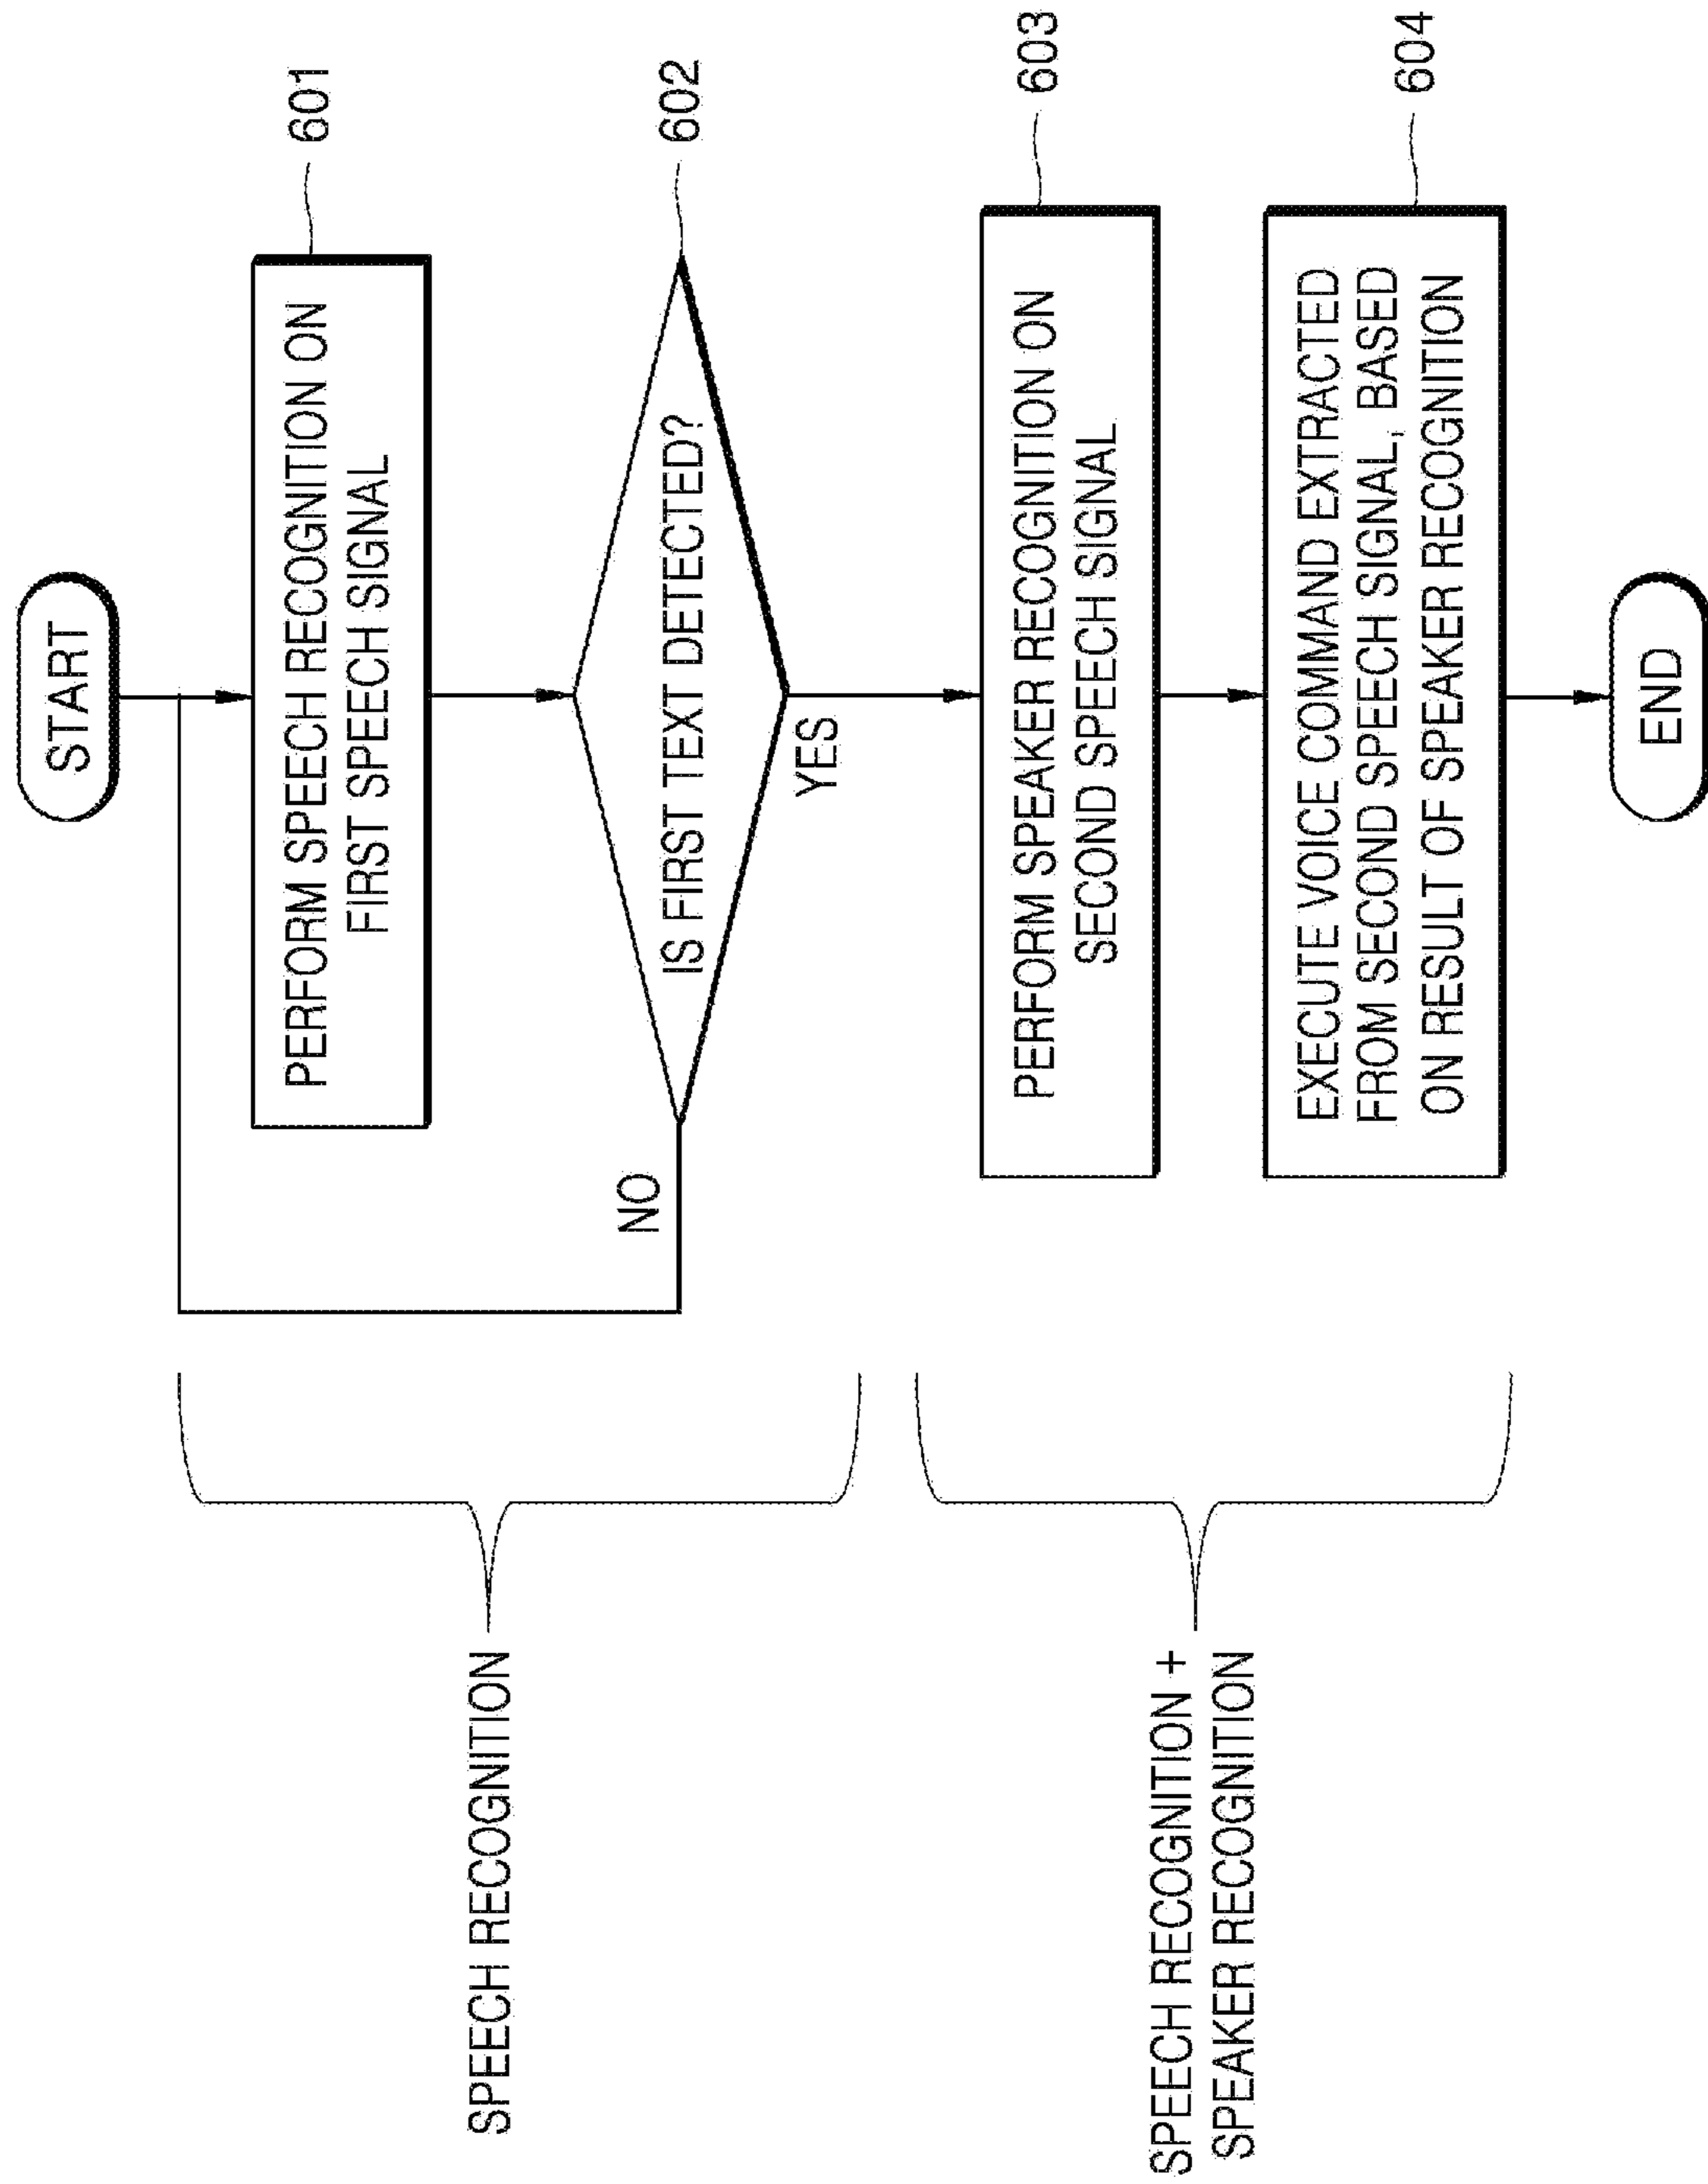 START
PERFORM SPEECH RECOGNITION ON
FIRST SPEECH SIGNAL
601
IS FIRST TEXT DETECTED?
602
NO
YES
SPEECH RECOGNITION
PERFORM SPEAKER RECOGNITION ON
SECOND SPEECH SIGNAL
603
EXECUTE VOICE COMMAND EXTRACTED
FROM SECOND SPEECH SIGNAL, BASED
ON RESULT OF SPEAKER RECOGNITION
604
SPEECH RECOGNITION +
SPEAKER RECOGNITION
END